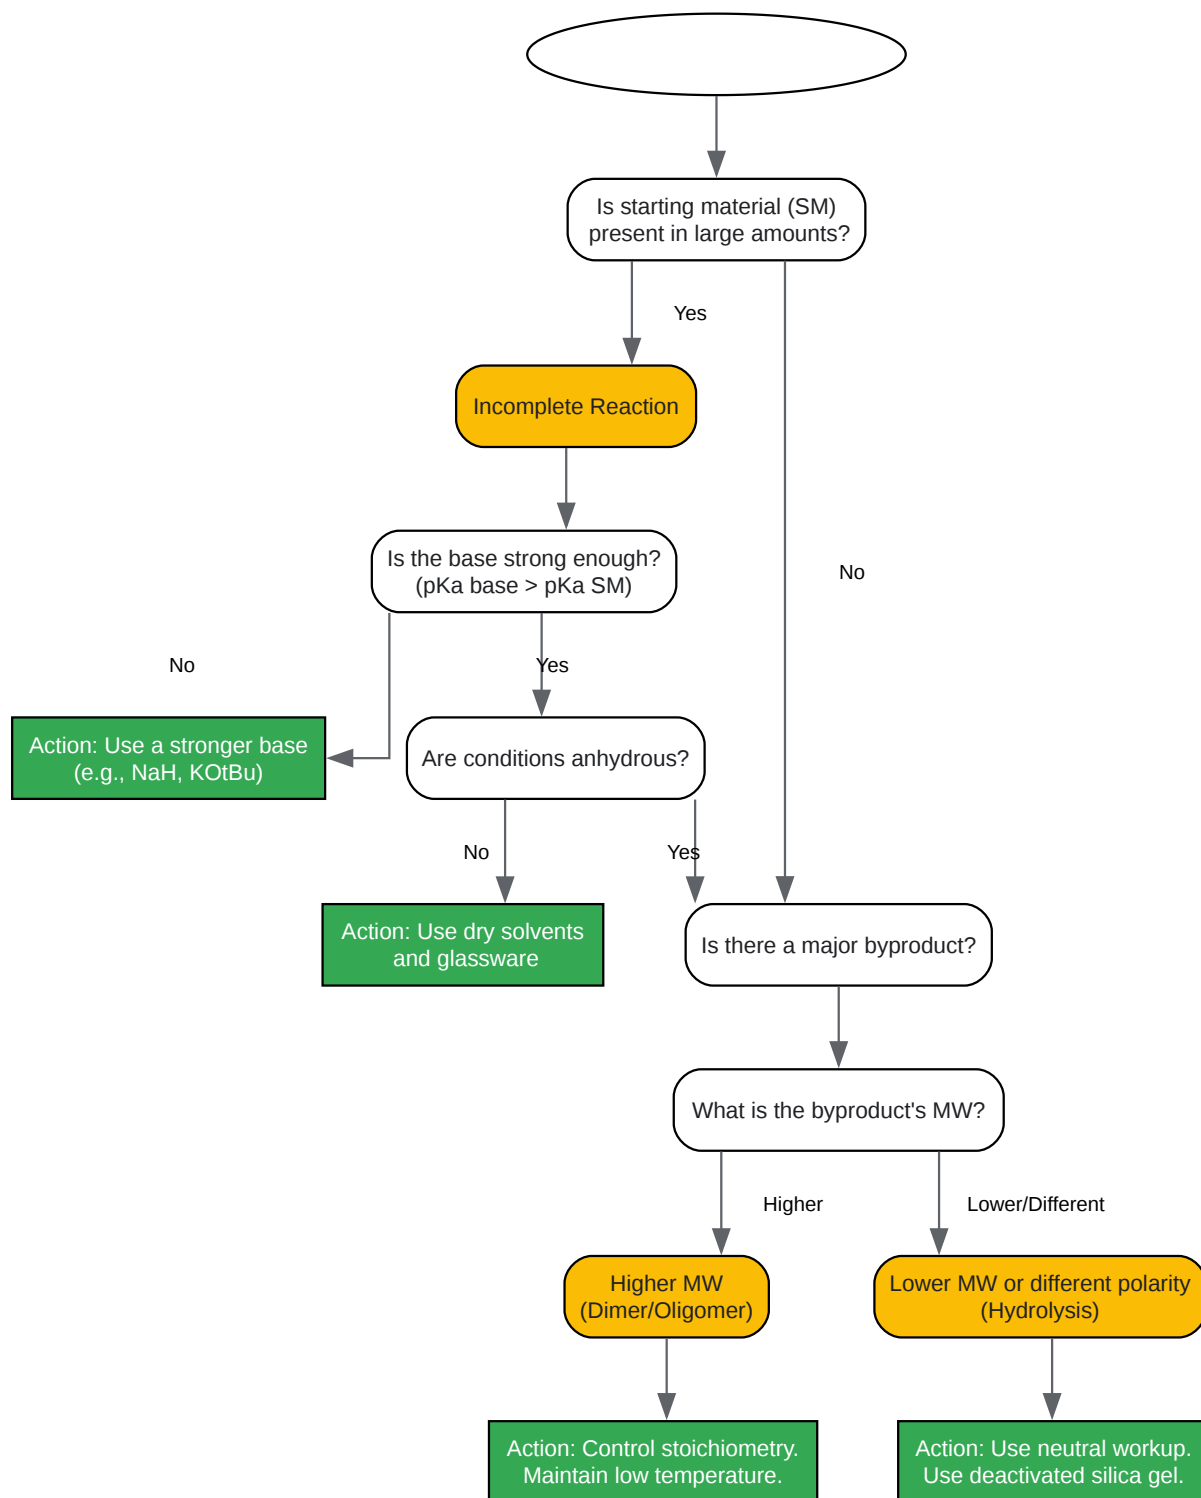 Is starting material (SM)
present in large amounts?
Yes
Incomplete Reaction
Is the base strong enough?
(pKa base > pKa SM)
No
No
Yes
Action: Use a stronger base
(e.g., NaH, KOtBu)
Are conditions anhydrous?
No
Yes
Action: Use dry solvents
and glassware
Is there a major byproduct?
What is the byproduct's MW?
Higher
Lower/Different
Higher MW
(Dimer/Oligomer)
Lower MW or different polarity
(Hydrolysis)
Action: Control stoichiometry.
Maintain low temperature.
Action: Use neutral workup.
Use deactivated silica gel.